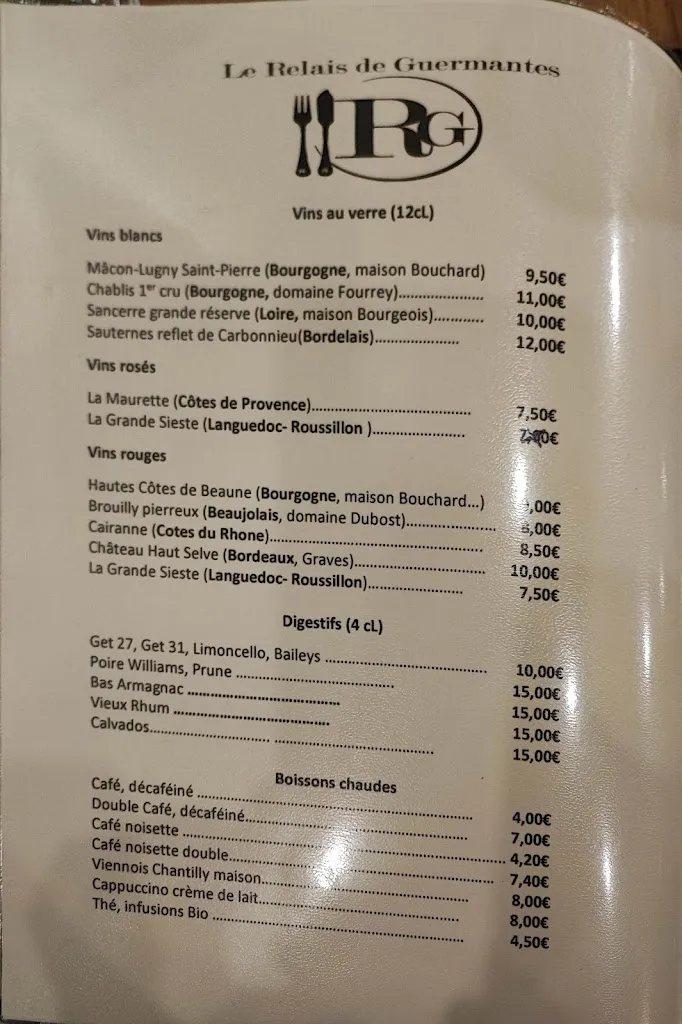 Le Relais de Guermantes
RG
Vins au verre (12cL)
Vins blancs
Mâcon-Lugny Saint-Pierre (Bourgogne, maison Bouchard) 9,50€
Chablis 1er cru (Bourgogne, domaine Fourrey)..................... 11,00€
Sancerre grande réserve (Loire, maison Bourgeois)............ 10,00€
Sauternes reflet de Carbonnieu(Bordelais)..................... 12,00€
Vins rosés
La Maurette (Côtes de Provence)....................................... 7,50€
La Grande Sieste (Languedoc- Roussillon )......................
Vins rouges
Hautes Côtes de Beaune (Bourgogne, maison Bouchard...)
Brouilly pierreux (Beaujolais, domaine Dubost)......................
Cairanne (Cotes du Rhone).................................................... 8,50€
Château Haut Selve (Bordeaux, Graves)............................... 10,00€
La Grande Sieste (Languedoc- Roussillon)....................... 7,50€
Digestifs (4 cL)
Get 27, Get 31, Limoncello, Baileys ....................................... 10,00€
Poire Williams, Prune ...................................... 15,00€
Bas Armagnac ..................................... 15,00€
Vieux Rhum ..................................... 15,00€
Calvados............................. ...................................... 15,00€
Boissons chaudes
Café, décaféiné .................................................................. 4,00€
Double Café, décaféiné..................................................... 7,00€
Café noisette ................................................................... 4,20€
Café noisette double.......................................................... 7,40€
Viennois Chantilly maison.................................................. 8,00€
Cappuccino crème de lait................................................. 8,00€
Thé, infusions Bio ............................................................ 4,50€